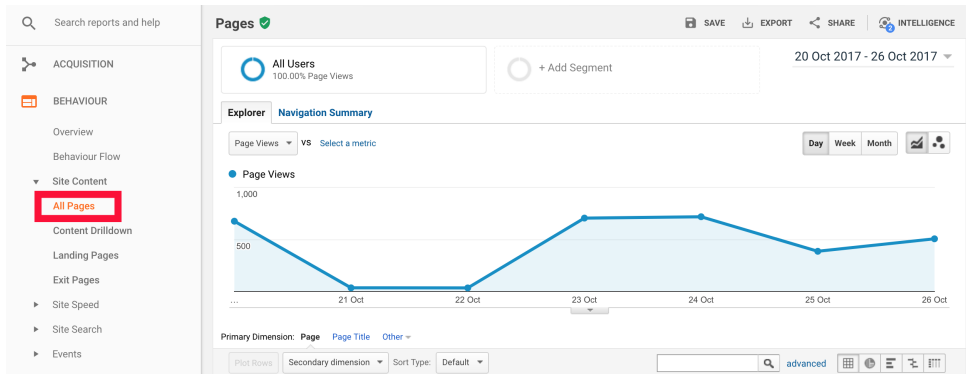 Search reports and help
ACQUISITION
BEHAVIOUR
Overview
Behaviour Flow
Site Content
All Pages
Content Drilldown
Landing Pages
Exit Pages
Site Speed
Site Search
Events
Pages
SAVE
EXPORT
SHARE
2
INTELLIGENCE
All Users
100.00% Page Views
+ Add Segment
20 Oct 2017 - 26 Oct 2017
Explorer
Navigation Summary
Page Views
VS
Select a metric
Day
Week
Month
Page Views
1,000
500
...
21 Oct
22 Oct
23 Oct
24 Oct
25 Oct
26 Oct
Primary Dimension:
Page
Page Title
Other
Plot Rows
Secondary dimension
Sort Type:
Default
advanced